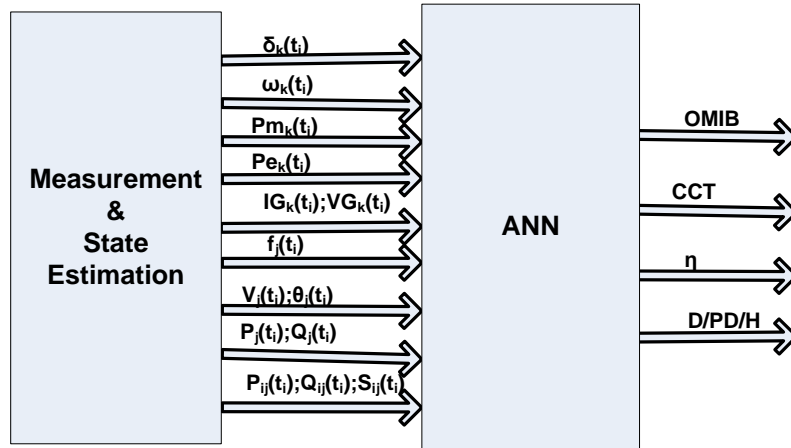 Measurement
&
State
Estimation
δk(ti)
ωk(ti)
Pmk(ti)
Pek(ti)
IGk(ti);VGk(ti)
fj(ti)
Vj(ti);θj(ti)
Pj(ti);Qj(ti)
Pij(ti);Qij(ti);Sij(ti)
ANN
OMIB
CCT
η
D/PD/H